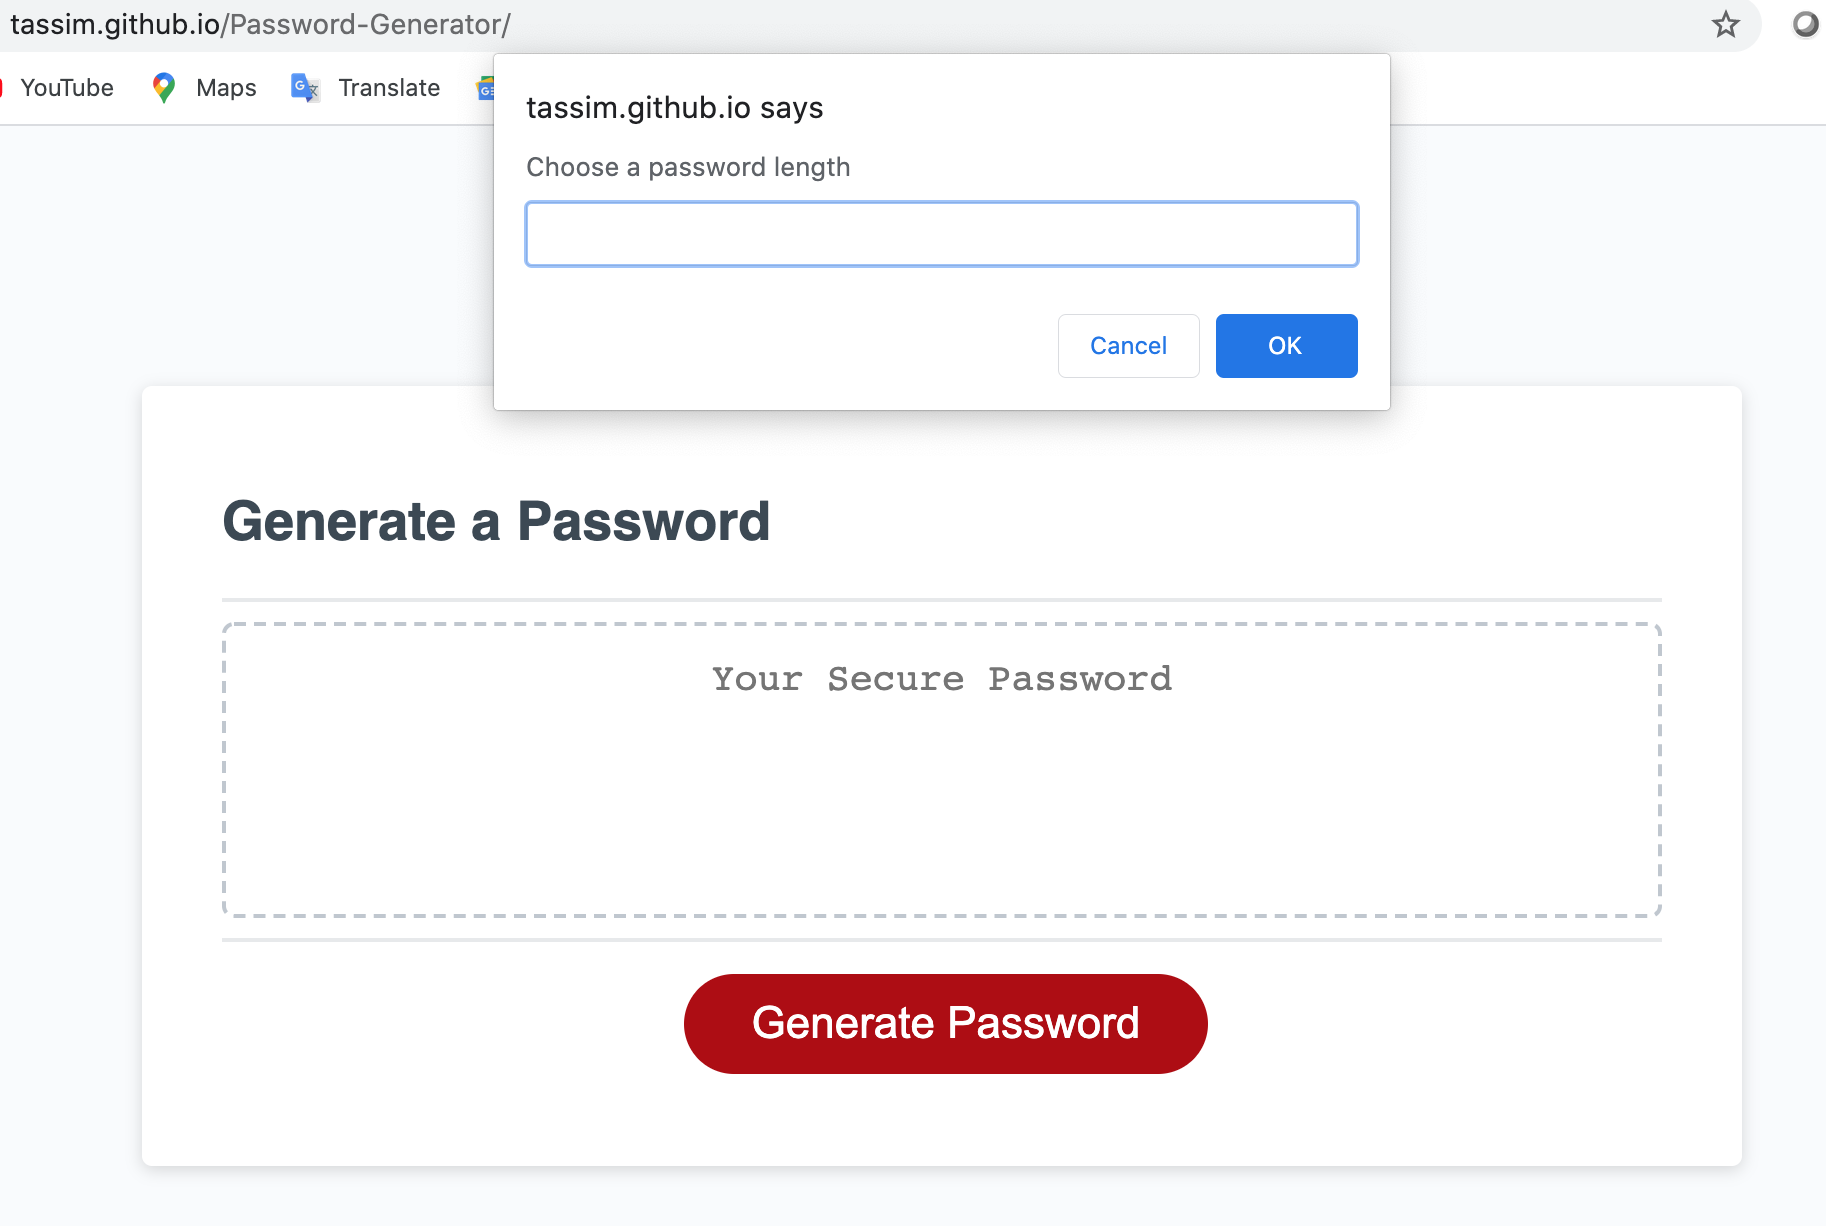 tassim.github.io/Password-Generator/
YouTube Maps Translate
tassim.github.io says
Choose a password length
Cancel OK
Generate a Password
Your Secure Password
Generate Password